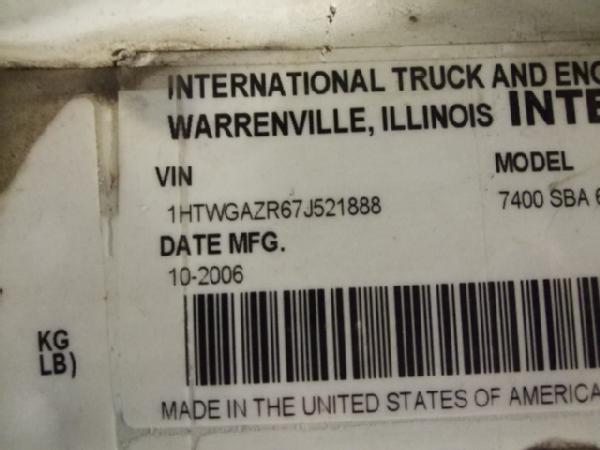 INTERNATIONAL TRUCK AND ENG
WARRENVILLE, ILLINOIS INTE
VIN MODEL
1HTWGAZR67J521888 7400 SBA 6
DATE MFG.
10-2006
KG
LB)
MADE IN THE UNITED STATES OF AMERICA